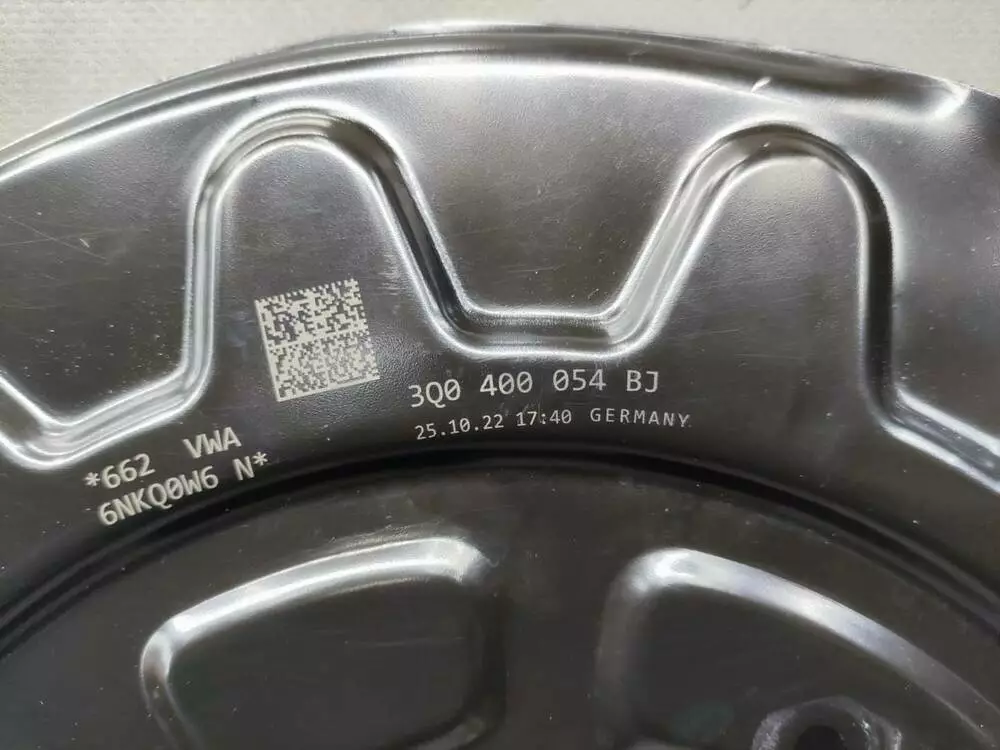 3Q0 400 054 BJ
25.10.22 17:40 GERMANY
*662 VWA
6NKQ0W6 N*